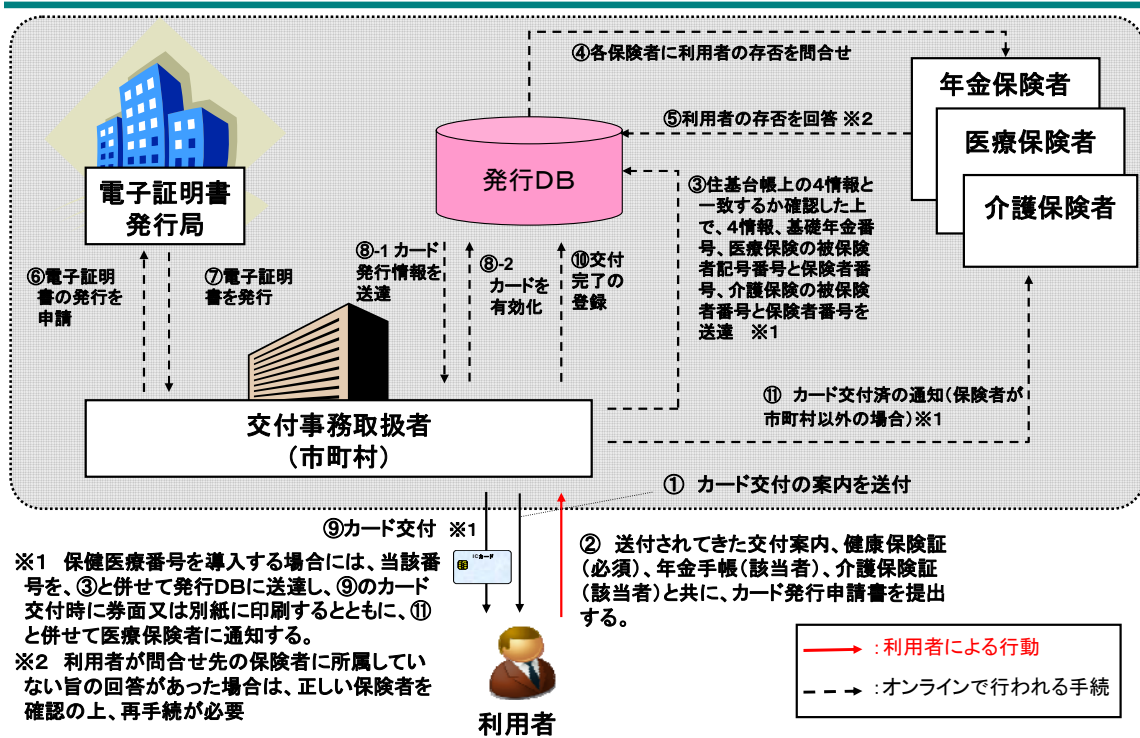 ④各保険者に利用者の存否を問合せ
年金保険者
医療保険者
介護保険者
⑤利用者の存否を回答 ※2
発行DB
電子証明書
発行局
③住基台帳上の4情報と
一致するか確認した上
で、4情報、基礎年金番
号、医療保険の被保険
者記号番号と保険者番
号、介護保険の被保険
者番号と保険者番号を
送達 ※1
⑥電子証明
書の発行を
申請
⑦電子証明
書を発行
⑧-1 カード
発行情報を
送達
⑧-2
カードを
有効化
⑩交付
完了の
登録
⑪ カード交付済の通知(保険者が
市町村以外の場合)※1
交付事務取扱者
(市町村)
① カード交付の案内を送付
⑨カード交付 ※1
ICカード
② 送付されてきた交付案内、健康保険証
(必須)、年金手帳(該当者)、介護保険証
(該当者)と共に、カード発行申請書を提出
する。
※1 保健医療番号を導入する場合には、当該番
号を、③と併せて発行DBに送達し、⑨のカード
交付時に券面又は別紙に印刷するとともに、⑪
と併せて医療保険者に通知する。
※2 利用者が問合せ先の保険者に所属してい
ない旨の回答があった場合は、正しい保険者を
確認の上、再手続が必要
利用者
:利用者による行動
:オンラインで行われる手続